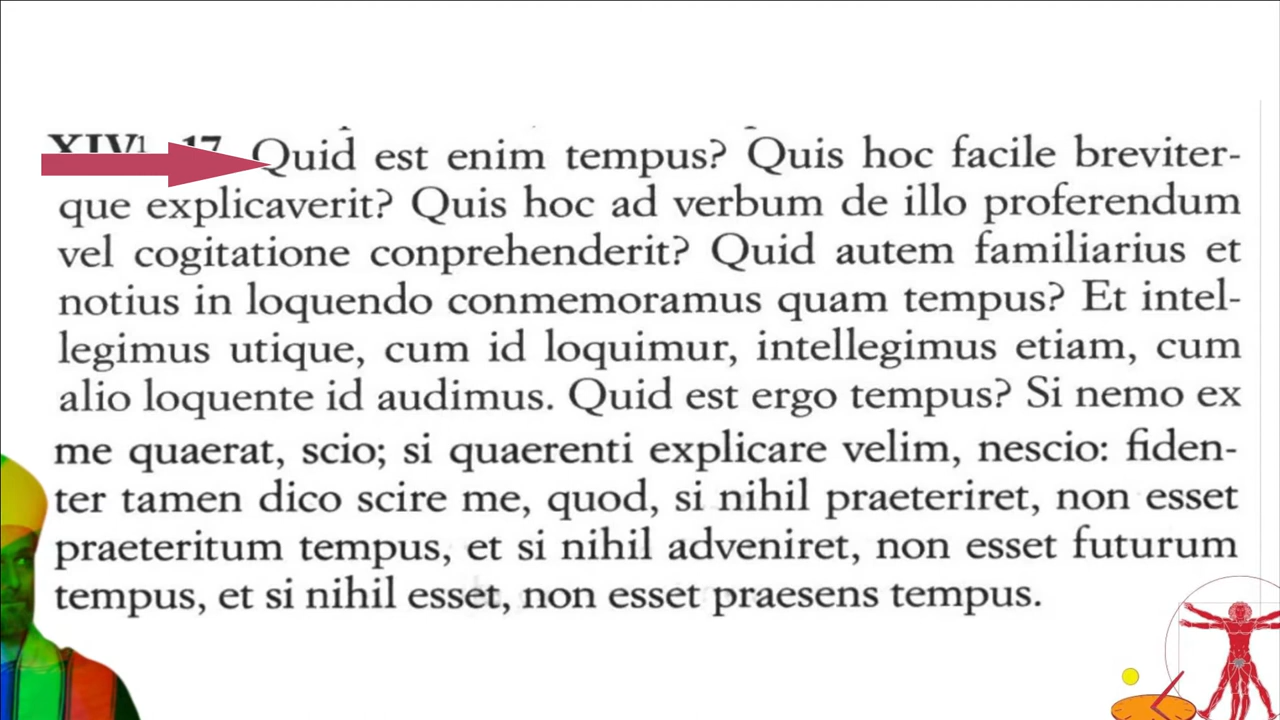 XIV¹ 17 Quid est enim tempus? Quis hoc facile breviter-
que explicaverit? Quis hoc ad verbum de illo proferendum
vel cogitatione conprehenderit? Quid autem familiarius et
notius in loquendo conmemoramus quam tempus? Et intel-
legimus utique, cum id loquimur, intellegimus etiam, cum
alio loquente id audimus. Quid est ergo tempus? Si nemo ex
me quaerat, scio; si quaerenti explicare velim, nescio: fiden-
ter tamen dico scire me, quod, si nihil praeteriret, non esset
praeteritum tempus, et si nihil adveniret, non esset futurum
tempus, et si nihil esset, non esset praesens tempus.